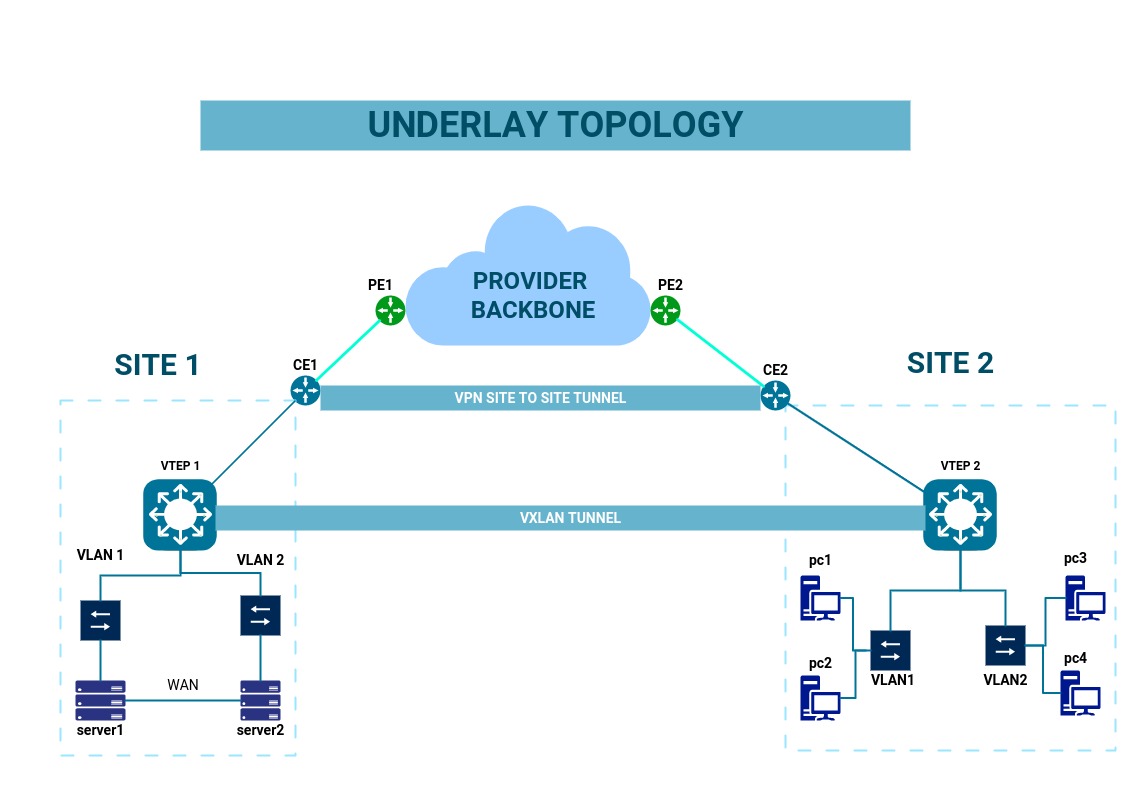 UNDERLAY TOPOLOGY
PROVIDER
BACKBONE
PE1
PE2
SITE 1
CE1
CE2
SITE 2
VPN SITE TO SITE TUNNEL
VTEP 1
VTEP 2
VXLAN TUNNEL
VLAN 1
VLAN 2
pc1
pc3
pc2
pc4
VLAN1
VLAN2
WAN
server1
server2